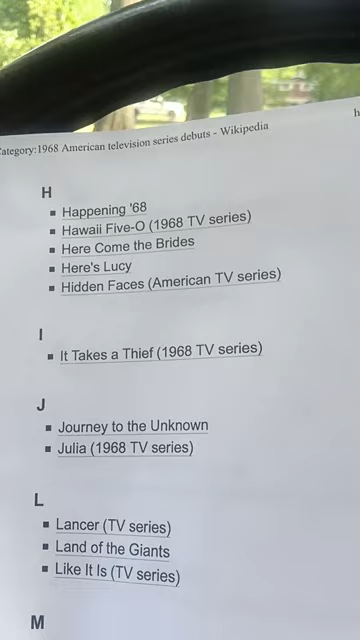 Category:1968 American television series debuts - Wikipedia
H
▪ Happening '68
▪ Hawaii Five-O (1968 TV series)
▪ Here Come the Brides
▪ Here's Lucy
▪ Hidden Faces (American TV series)
I
▪ It Takes a Thief (1968 TV series)
J
▪ Journey to the Unknown
▪ Julia (1968 TV series)
L
▪ Lancer (TV series)
▪ Land of the Giants
▪ Like It Is (TV series)
M